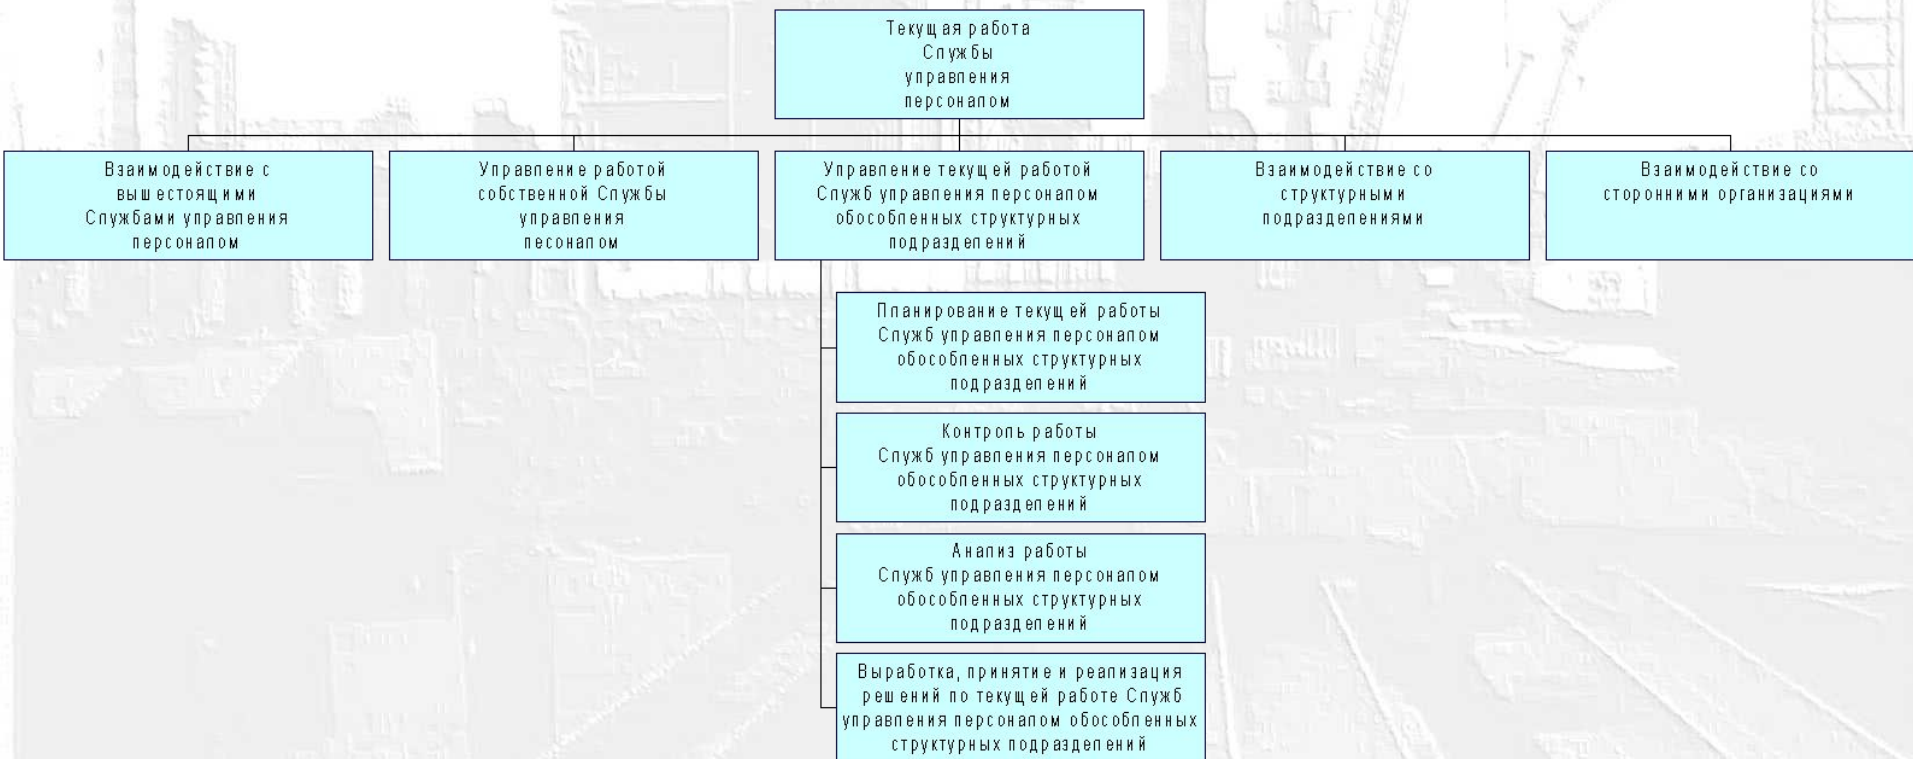 Текущая работа
Службы
управления
персоналом
Взаимодействие с
вышестоящими
Службами управления
персоналом
Управление работой
собственной Службы
управления
песоналом
Управление текущей работой
Служб управления персоналом
обособленных структурных
подразделений
Взаимодействие со
структурными
подразделениями
Взаимодействие со
сторонними организациями
Планирование текущей работы
Служб управления персоналом
обособленных структурных
подразделений
Контроль работы
Служб управления персоналом
обособленных структурных
подразделений
Анализ работы
Служб управления персоналом
обособленных структурных
подразделений
Выработка, принятие и реализация
решений по текущей работе Служб
управления персоналом обособленных
структурных подразделений